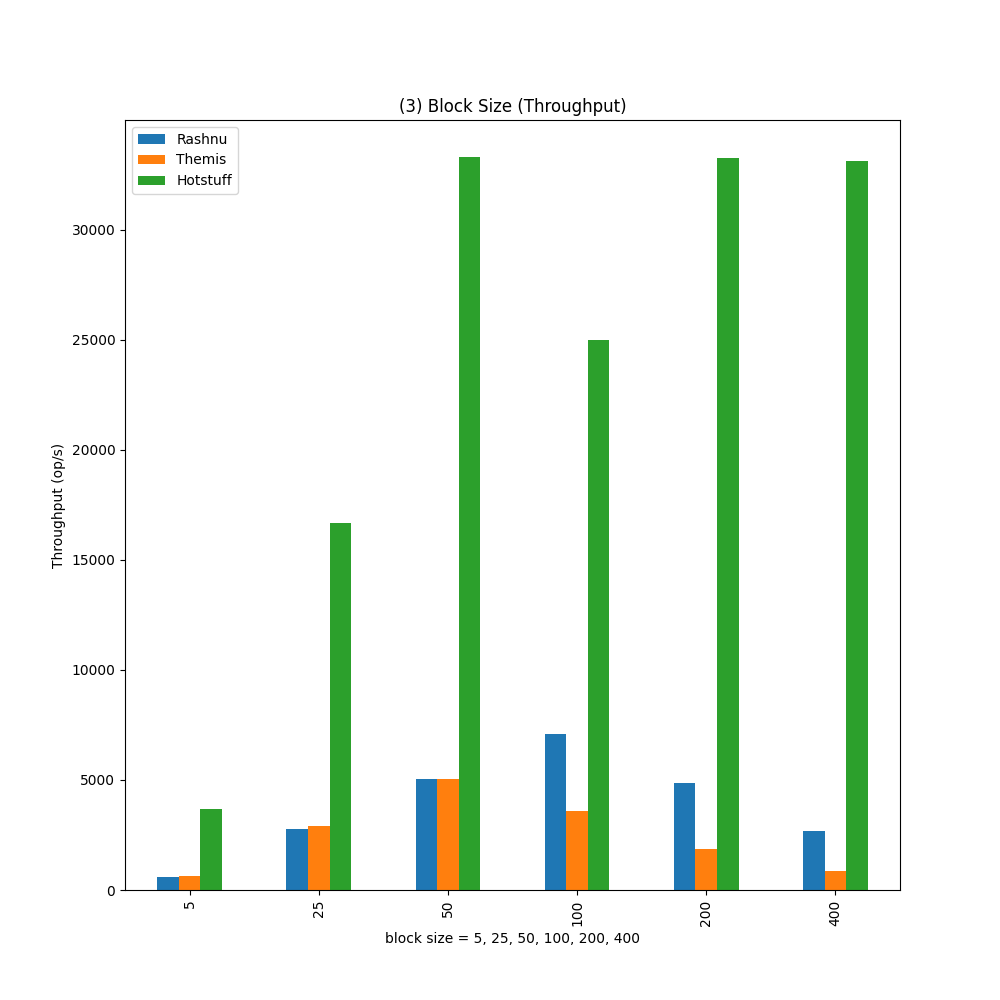 (3) Block Size (Throughput)
Rashnu
Themis
Hotstuff
30000
25000
20000
15000
10000
5000
0
Throughput (op/s)
5
25
50
100
200
400
block size = 5, 25, 50, 100, 200, 400